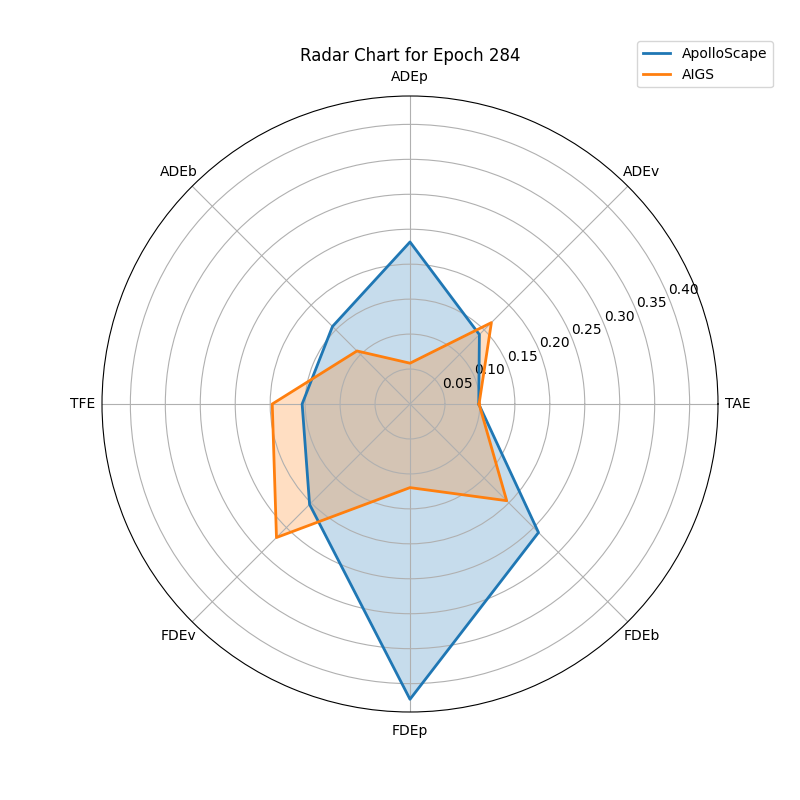 Radar Chart for Epoch 284
ApolloScape
AIGS
ADEp
ADEb
ADEv
0.40
0.35
0.30
0.25
0.20
0.15
0.10
0.05
TFE
TAE
FDEv
FDEb
FDEp